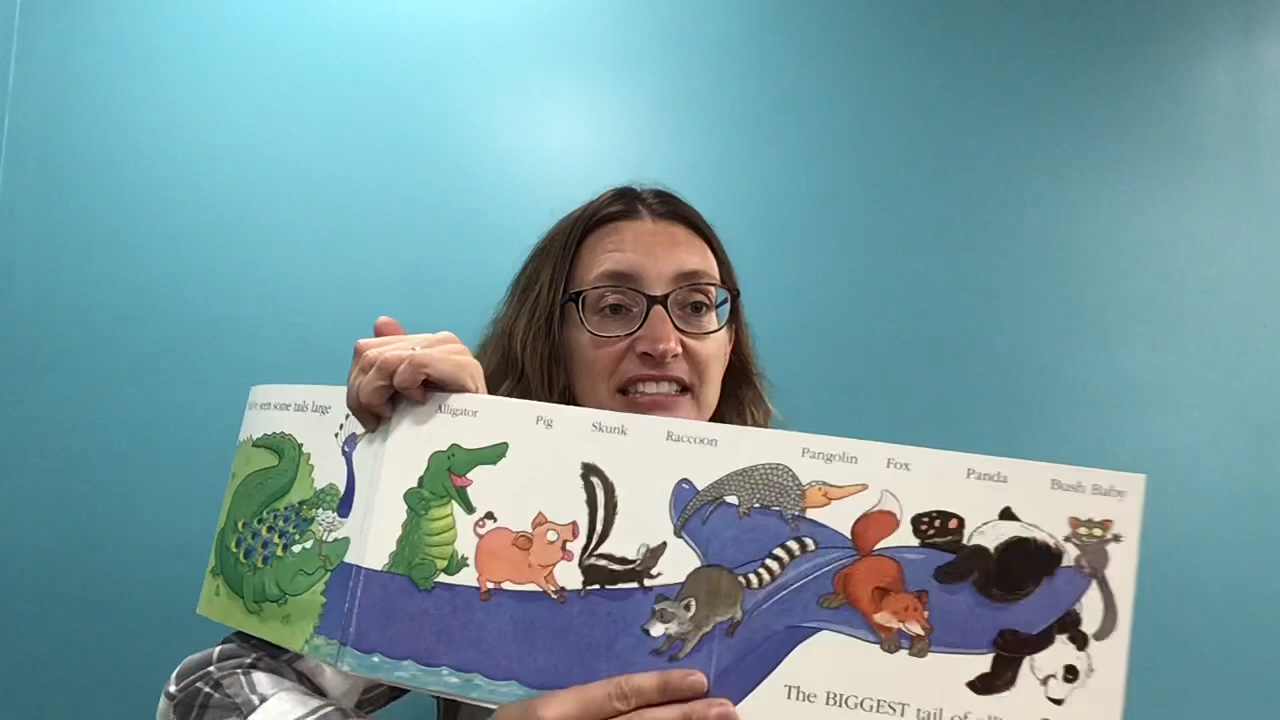 seen some tails large
Alligator
Pig
Skunk
Raccoon
Pangolin
Fox
Panda
Bush Baby
The BIGGEST tail of